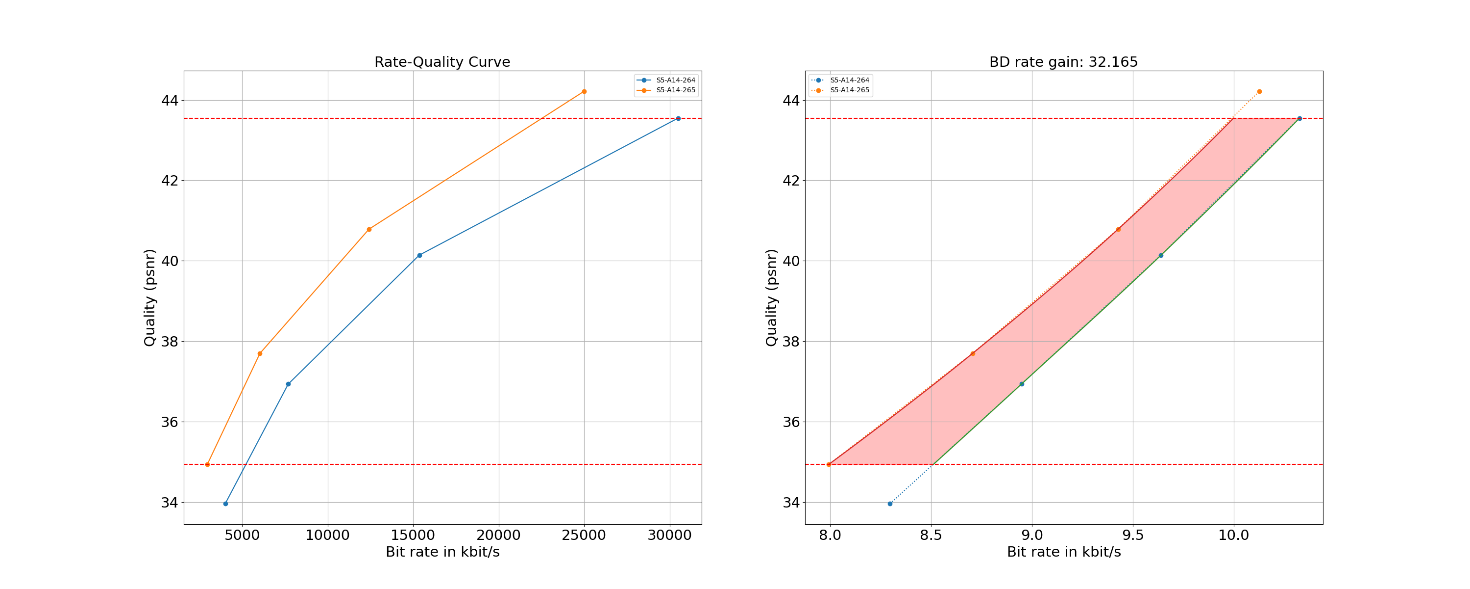 Rate-Quality Curve
S5-A14-264
S5-A14-265
44
42
40
38
36
34
Quality (psnr)
5000 10000 15000 20000 25000 30000
Bit rate in kbit/s
BD rate gain: 32.165
S5-A14-264
S5-A14-265
44
42
40
38
36
34
Quality (psnr)
8.0 8.5 9.0 9.5 10.0
Bit rate in kbit/s